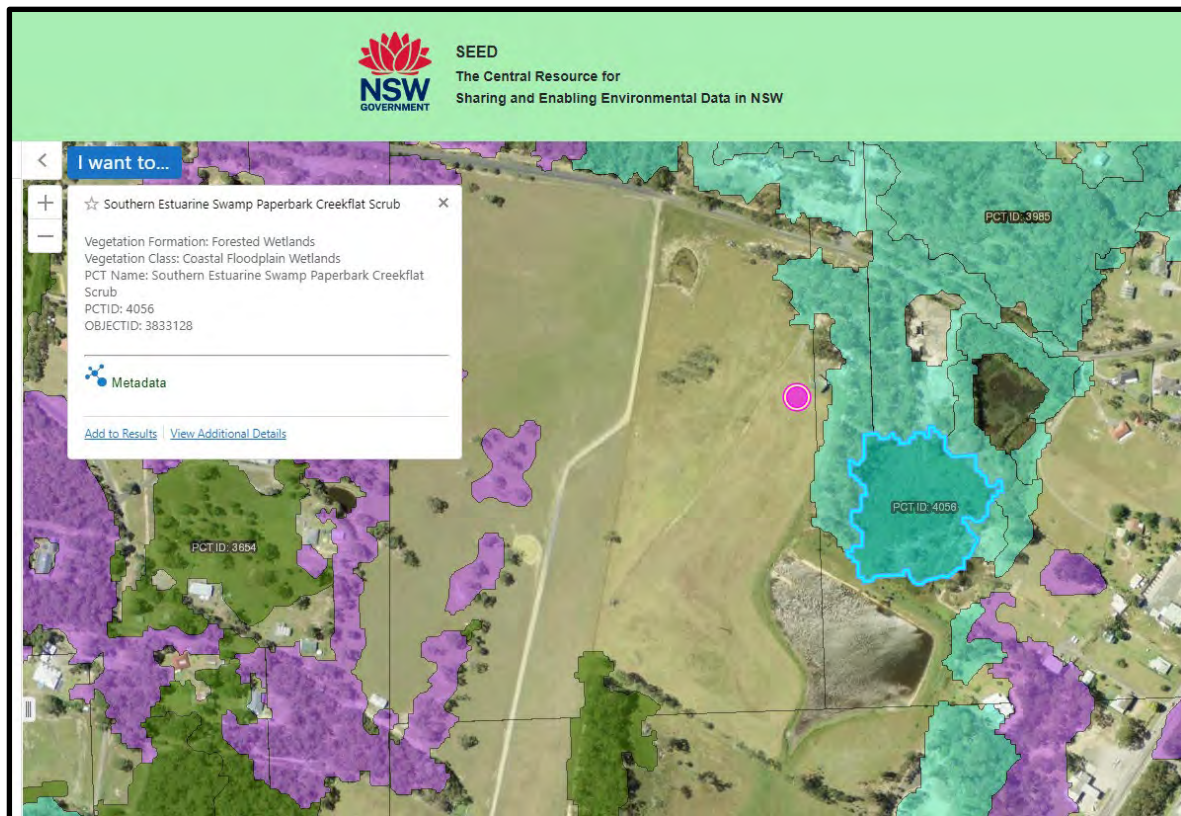 NSW
GOVERNMENT
SEED
The Central Resource for
Sharing and Enabling Environmental Data in NSW
I want to...
Southern Estuarine Swamp Paperbark Creekflat Scrub
Vegetation Formation: Forested Wetlands
Vegetation Class: Coastal Floodplain Wetlands
PCT Name: Southern Estuarine Swamp Paperbark Creekflat
Scrub
PCTID: 4056
OBJECTID: 3833128
Metadata
Add to Results
View Additional Details
PCT ID: 3985
PCT ID: 4056
PCT ID: 3654